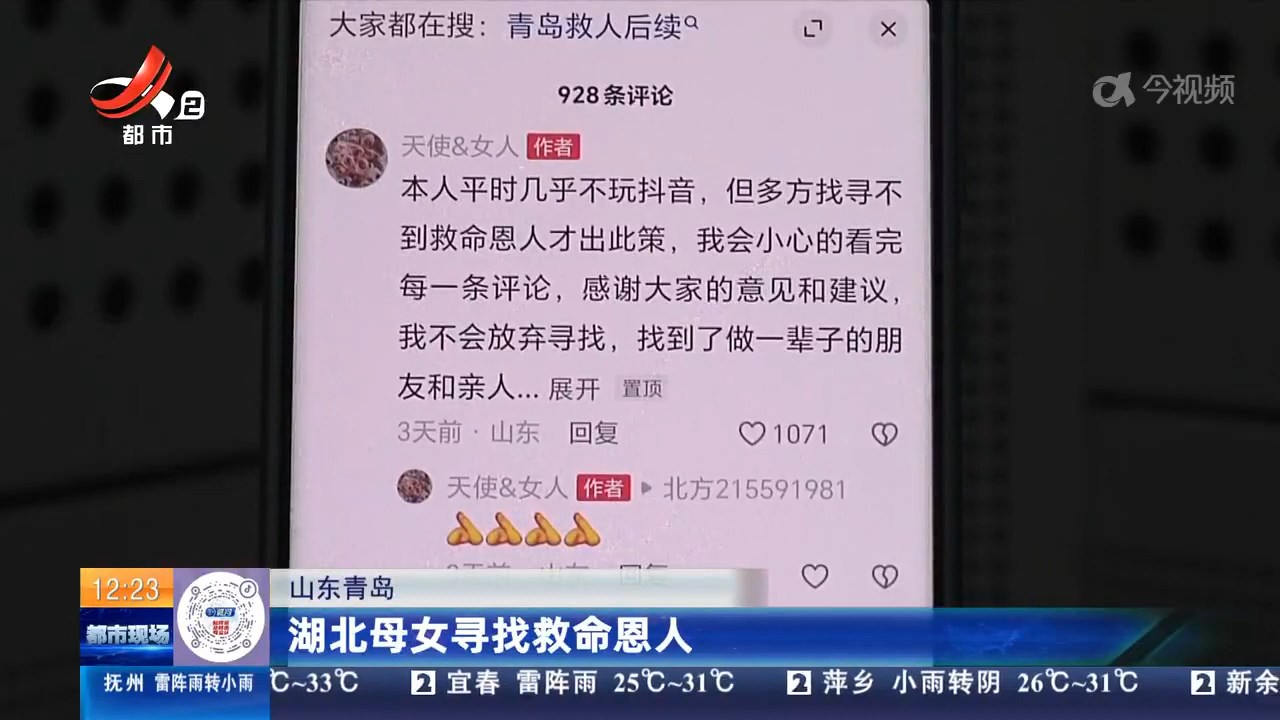 大家都在搜：青岛救人后续
928条评论
2
都市
今视频
天使&女人 作者
本人平时几乎不玩抖音，但多方找寻不
到救命恩人才出此策，我会小心的看完
每一条评论，感谢大家的意见和建议，
我不会放弃寻找，找到了做一辈子的朋
友和亲人... 展开 置顶
3天前 · 山东 回复 1071
天使&女人 作者 北方215591981
山东 回复
12:23
都市现场
山东青岛
湖北母女寻找救命恩人
抚州 雷阵雨转小雨 ℃~33℃ 2 宜春 雷阵雨 25℃~31℃ 2 萍乡 小雨转阴 26℃~31℃ 2 新余